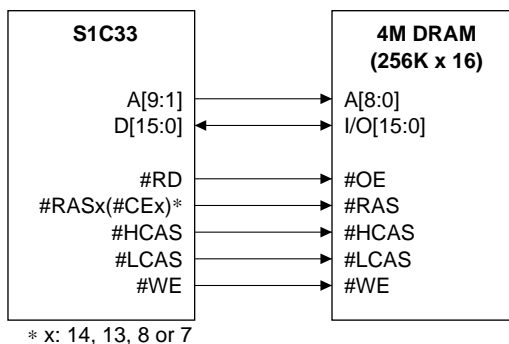 S1C33 4M DRAM
(256K x 16)
A[9:1] A[8:0]
D[15:0] I/O[15:0]
#RD #OE
#RASx(#CEx)* #RAS
#HCAS #HCAS
#LCAS #LCAS
#WE #WE
* x: 14, 13, 8 or 7